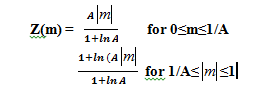 Z(m) = A|m| / 1+ln A for 0≤m≤1/A
1+ln (A|m| / 1+ln A for 1/A≤|m|≤1|